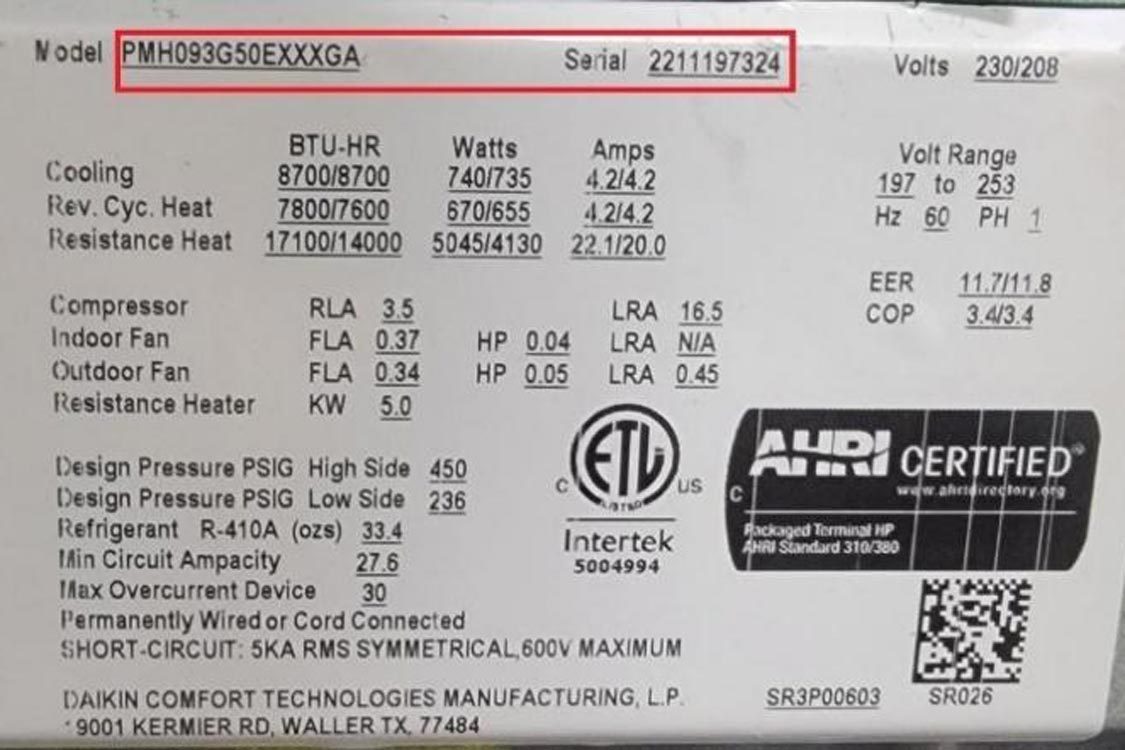 Model PMH093G50EXXXGA Serial 2211197324 Volts 230/208
BTU-HR Watts Amps
Cooling 8700/8700 740/735 4.2/4.2
Rev. Cyc. Heat 7800/7600 670/655 4.2/4.2
Resistance Heat 17100/14000 5045/4130 22.1/20.0
Volt Range
197 to 253
Hz 60 PH 1
EER 11.7/11.8
COP 3.4/3.4
Compressor RLA 3.5 LRA 16.5
Indoor Fan FLA 0.37 HP 0.04 LRA N/A
Outdoor Fan FLA 0.34 HP 0.05 LRA 0.45
Resistance Heater KW 5.0
Design Pressure PSIG High Side 450
Design Pressure PSIG Low Side 236
Refrigerant R-410A (ozs) 33.4
Min Circuit Ampacity 27.6
Max Overcurrent Device 30
Permanently Wired or Cord Connected
SHORT-CIRCUIT: 5KA RMS SYMMETRICAL,600V MAXIMUM
C ETL US
LISTED
Intertek
5004994
AHRI CERTIFIED®
C www.ahridirectory.org
Packaged Terminal HP
AHRI Standard 310/380
DAIKIN COMFORT TECHNOLOGIES MANUFACTURING, L.P. SR3P00603 SR026
19001 KERMIER RD, WALLER TX, 77484